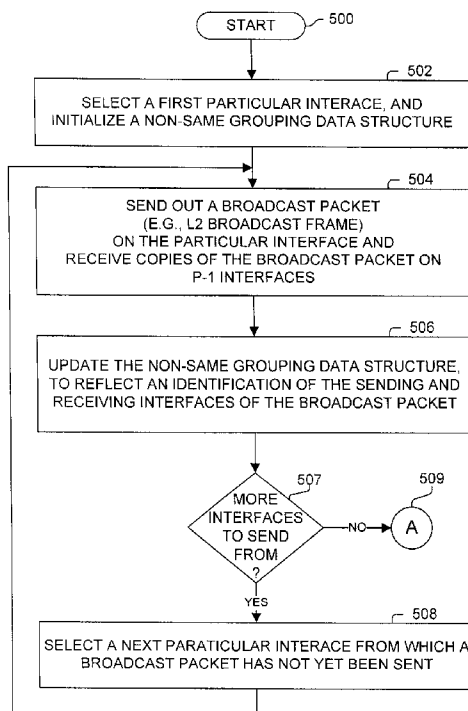 START
500
502
SELECT A FIRST PARTICULAR INTERACE, AND
INITIALIZE A NON-SAME GROUPING DATA STRUCTURE
504
SEND OUT A BROADCAST PACKET
(E.G., L2 BROADCAST FRAME)
ON THE PARTICULAR INTERFACE AND
RECEIVE COPIES OF THE BROADCAST PACKET ON
P-1 INTERFACES
506
UPDATE THE NON-SAME GROUPING DATA STRUCTURE,
TO REFLECT AN IDENTIFICATION OF THE SENDING AND
RECEIVING INTERFACES OF THE BROADCAST PACKET
507
MORE
INTERFACES
TO SEND
FROM
?
NO
509
A
YES
508
SELECT A NEXT PARATICULAR INTERACE FROM WHICH A
BROADCAST PACKET HAS NOT YET BEEN SENT